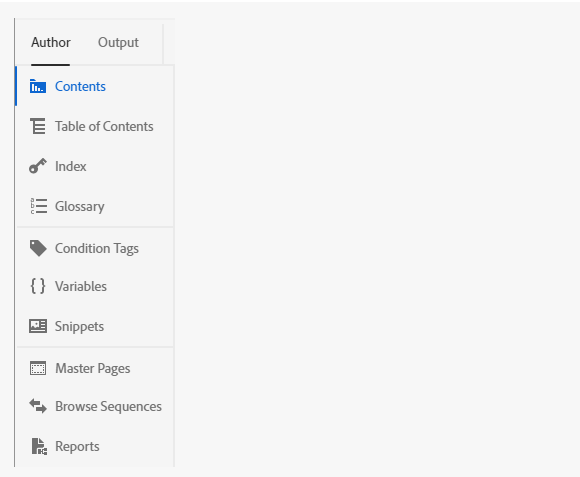 Author Output
Contents
Table of Contents
Index
Glossary
Condition Tags
Variables
Snippets
Master Pages
Browse Sequences
Reports